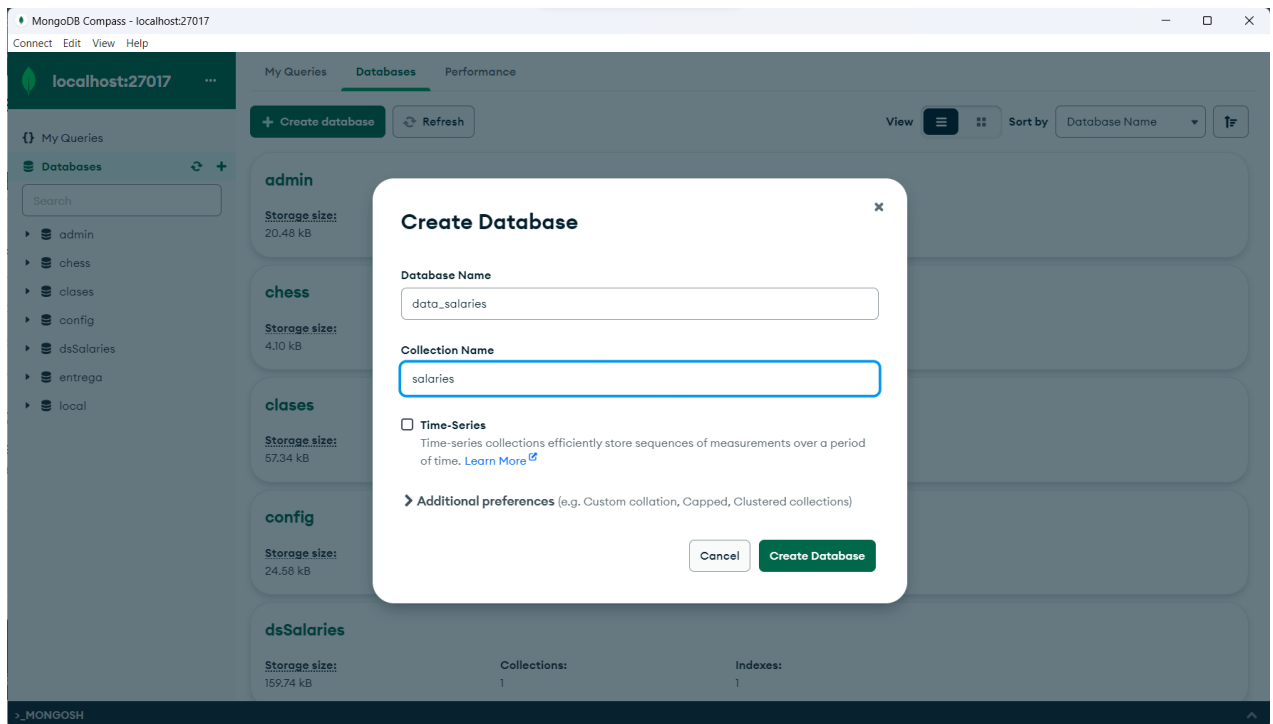 MongoDB Compass - localhost:27017
Connect Edit View Help
localhost:27017 ...
My Queries Databases Performance
+ Create database Refresh View Sort by Database Name
{} My Queries
Databases
Search
admin
chess
clases
config
dsSalaries
entrega
local
admin
Storage size:
20.48 kB
chess
Storage size:
4.10 kB
clases
Storage size:
57.34 kB
config
Storage size:
24.58 kB
dsSalaries
Storage size: Collections: Indexes:
159.74 kB 1 1
Create Database
Database Name
data_salaries
Collection Name
salaries
Time-Series
Time-series collections efficiently store sequences of measurements over a period
of time. Learn More
Additional preferences (e.g. Custom collation, Capped, Clustered collections)
Cancel Create Database
>_MONGOSH